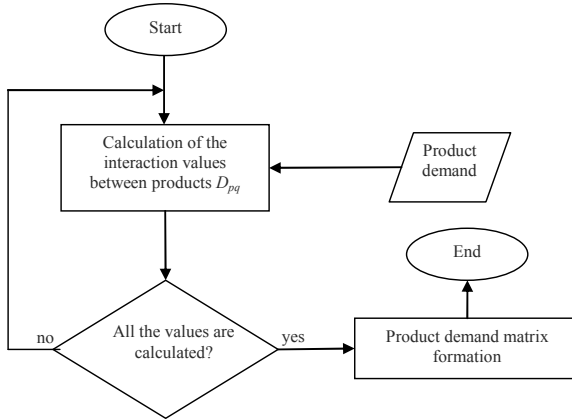 Start
Calculation of the
interaction values
between products D_pq
Product
demand
End
All the values are
calculated?
no
yes
Product demand matrix
formation